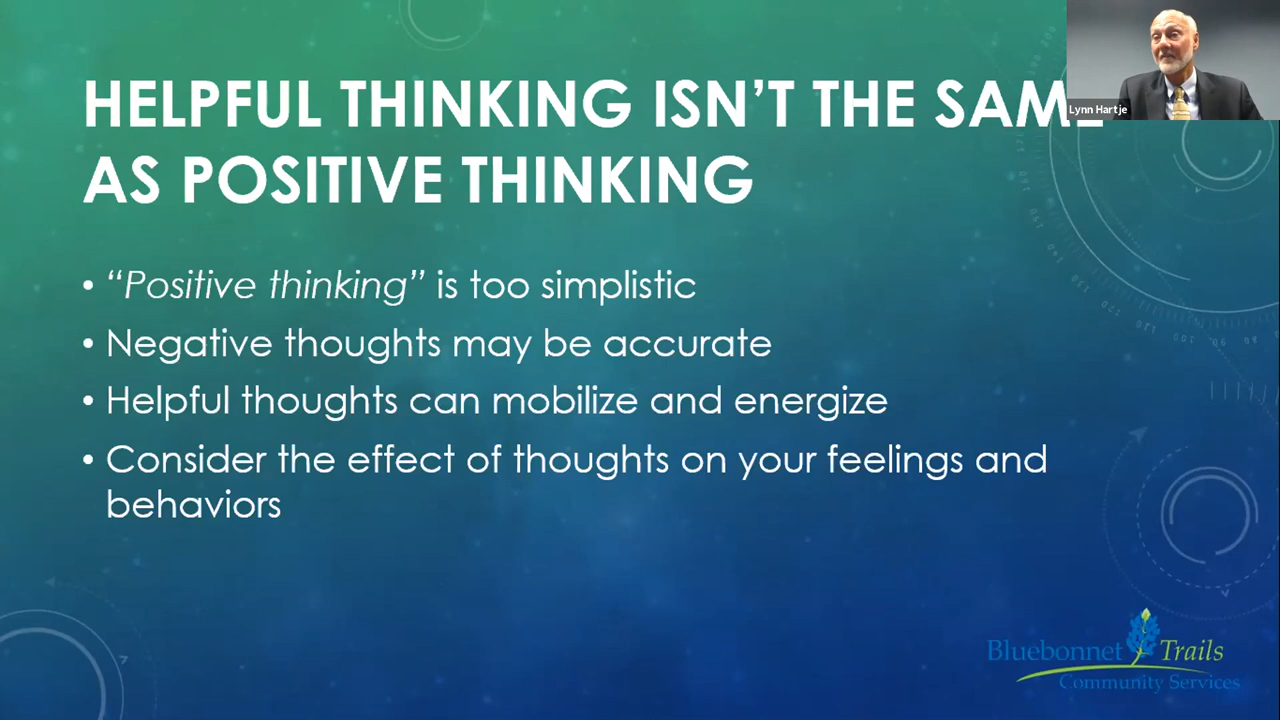 HELPFUL THINKING ISN'T THE SAME
AS POSITIVE THINKING
Lynn Hartje
• “Positive thinking” is too simplistic
• Negative thoughts may be accurate
• Helpful thoughts can mobilize and energize
• Consider the effect of thoughts on your feelings and
behaviors
Bluebonnet Trails
Community Services